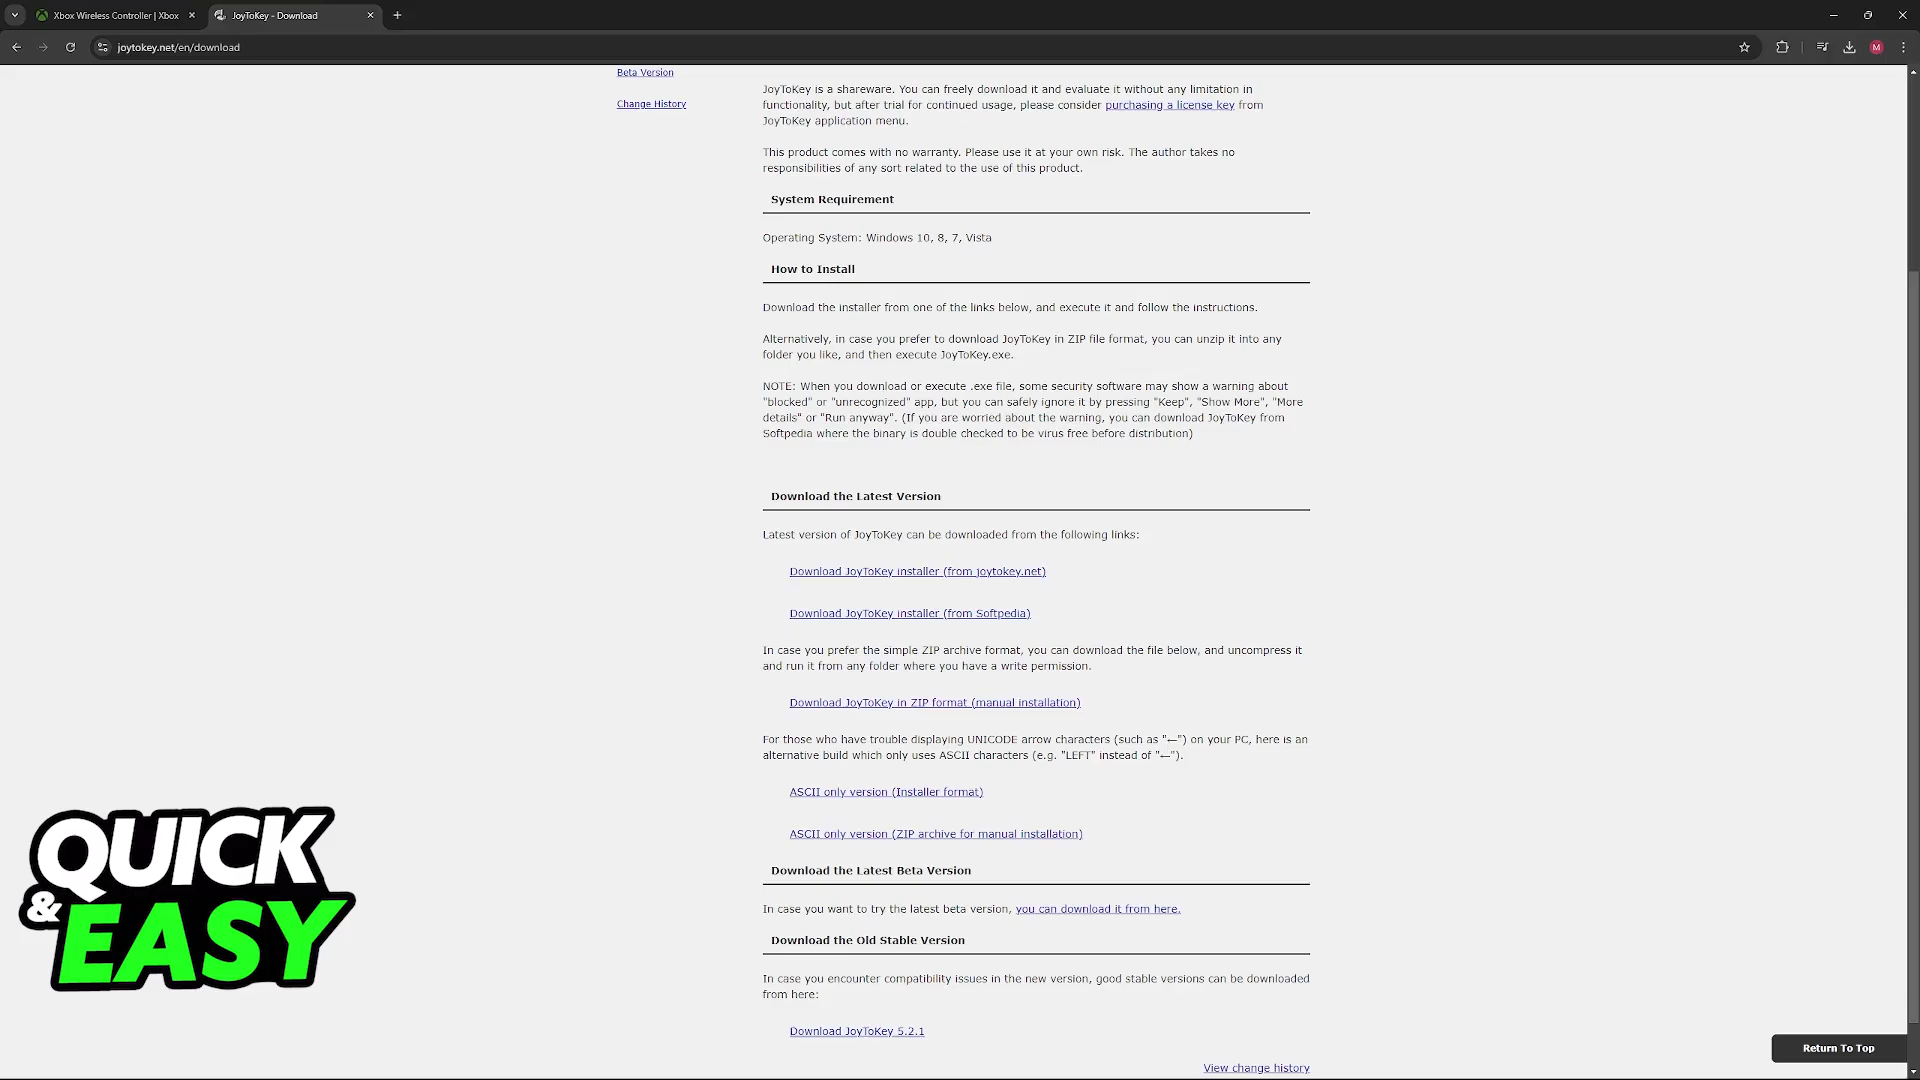 Xbox Wireless Controller | Xbox
JoyToKey - Download
joytokey.net/en/download
M
Beta Version
Change History
JoyToKey is a shareware. You can freely download it and evaluate it without any limitation in
functionality, but after trial for continued usage, please consider purchasing a license key from
JoyToKey application menu.
This product comes with no warranty. Please use it at your own risk. The author takes no
responsibilities of any sort related to the use of this product.
System Requirement
Operating System: Windows 10, 8, 7, Vista
How to Install
Download the installer from one of the links below, and execute it and follow the instructions.
Alternatively, in case you prefer to download JoyToKey in ZIP file format, you can unzip it into any
folder you like, and then execute JoyToKey.exe.
NOTE: When you download or execute .exe file, some security software may show a warning about
"blocked" or "unrecognized" app, but you can safely ignore it by pressing "Keep", "Show More", "More
details" or "Run anyway". (If you are worried about the warning, you can download JoyToKey from
Softpedia where the binary is double checked to be virus free before distribution)
Download the Latest Version
Latest version of JoyToKey can be downloaded from the following links:
Download JoyToKey installer (from joytokey.net)
Download JoyToKey installer (from Softpedia)
In case you prefer the simple ZIP archive format, you can download the file below, and uncompress it
and run it from any folder where you have a write permission.
Download JoyToKey in ZIP format (manual installation)
For those who have trouble displaying UNICODE arrow characters (such as "←") on your PC, here is an
alternative build which only uses ASCII characters (e.g. "LEFT" instead of "←").
ASCII only version (Installer format)
ASCII only version (ZIP archive for manual installation)
Download the Latest Beta Version
In case you want to try the latest beta version, you can download it from here.
Download the Old Stable Version
In case you encounter compatibility issues in the new version, good stable versions can be downloaded
from here:
Download JoyToKey 5.2.1
View change history
Return To Top
QUICK
& EASY